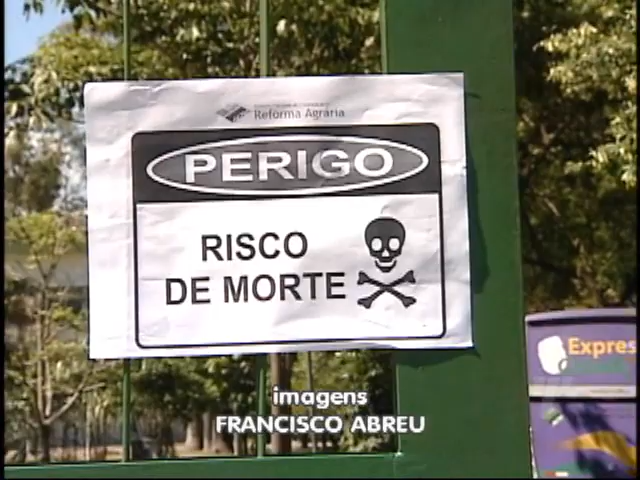 Reforma Agrária
PERIGO
RISCO
DE MORTE
Expres
imagens
FRANCISCO ABREU